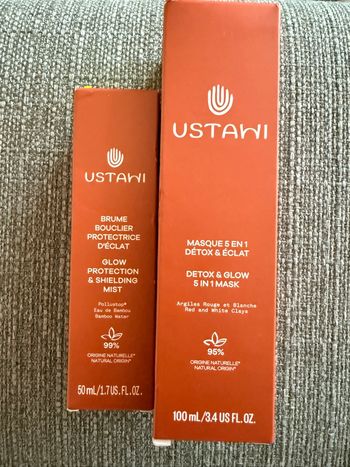 USTAWI
BRUME
BOUCLIER
PROTECTRICE
D'ÉCLAT
GLOW
PROTECTION
& SHIELDING
MIST
Pollustop®
Eau de Bambou
Bamboo Water
99%
ORIGINE NATURELLE*
NATURAL ORIGIN*
50 mL/1.7 US. FL. OZ.
USTAWI
MASQUE 5 EN 1
DÉTOX & ÉCLAT
DETOX & GLOW
5 IN 1 MASK
Argiles Rouge et Blanche
Red and White Clays
95%
ORIGINE NATURELLE*
NATURAL ORIGIN*
100 mL/3.4 US FL. OZ.